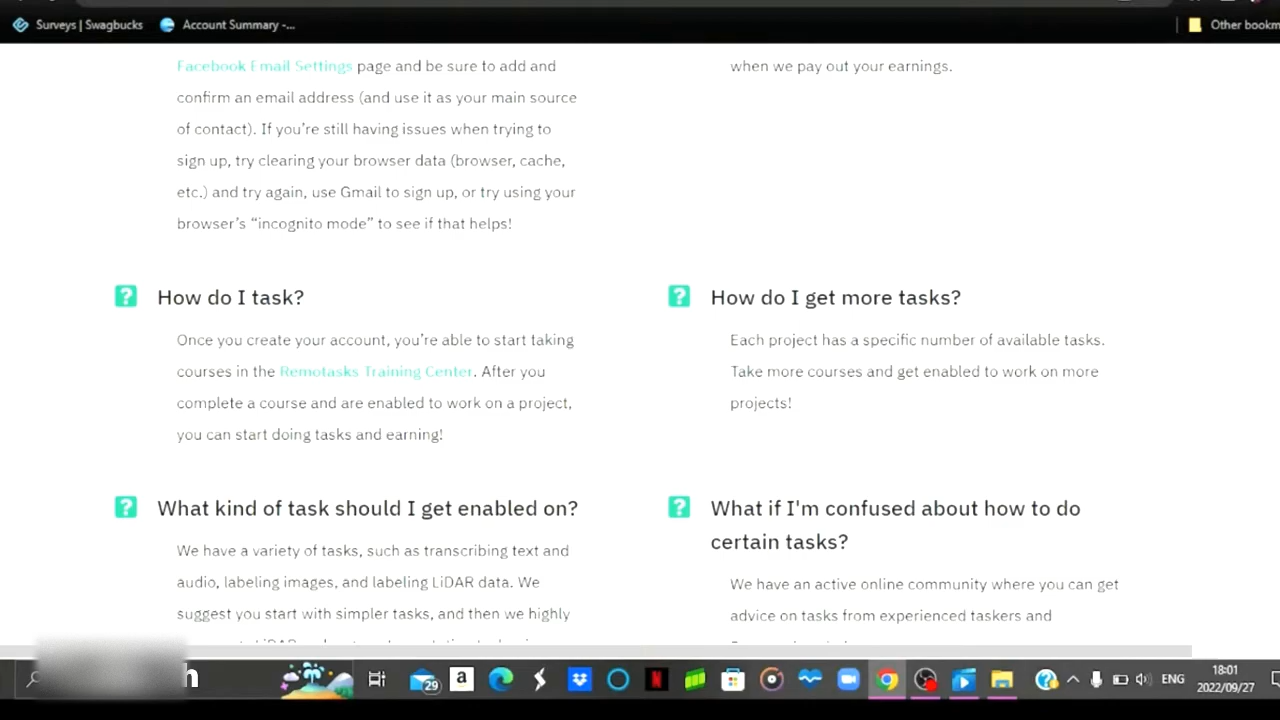 Surveys | Swagbucks
Account Summary -...
Other bookm
Facebook Email Settings page and be sure to add and
confirm an email address (and use it as your main source
of contact). If you’re still having issues when trying to
sign up, try clearing your browser data (browser, cache,
etc.) and try again, use Gmail to sign up, or try using your
browser’s “incognito mode” to see if that helps!
when we pay out your earnings.
How do I task?
Once you create your account, you’re able to start taking
courses in the Remotasks Training Center. After you
complete a course and are enabled to work on a project,
you can start doing tasks and earning!
How do I get more tasks?
Each project has a specific number of available tasks.
Take more courses and get enabled to work on more
projects!
What kind of task should I get enabled on?
We have a variety of tasks, such as transcribing text and
audio, labeling images, and labeling LiDAR data. We
suggest you start with simpler tasks, and then we highly
What if I'm confused about how to do
certain tasks?
We have an active online community where you can get
advice on tasks from experienced taskers and
29
ENG
18:01
2022/09/27